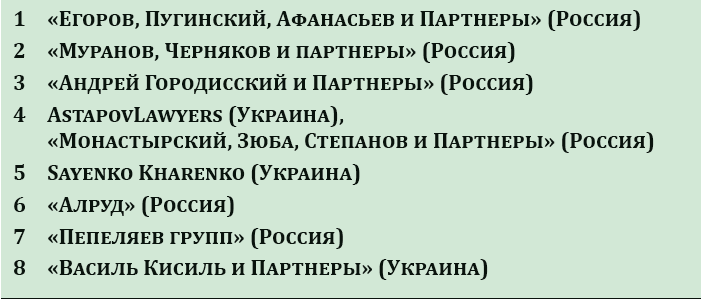 1 «Егоров, Пугинский, Афанасьев и Партнеры» (Россия)
2 «Муранов, Черняков и партнеры» (Россия)
3 «Андрей Городисский и Партнеры» (Россия)
4 AstapovLawyers (Украина),
«Монастырский, Зюба, Степанов и Партнеры» (Россия)
5 Sayenko Kharenko (Украина)
6 «Алруд» (Россия)
7 «Пепеляев групп» (Россия)
8 «Василь Кисиль и Партнеры» (Украина)